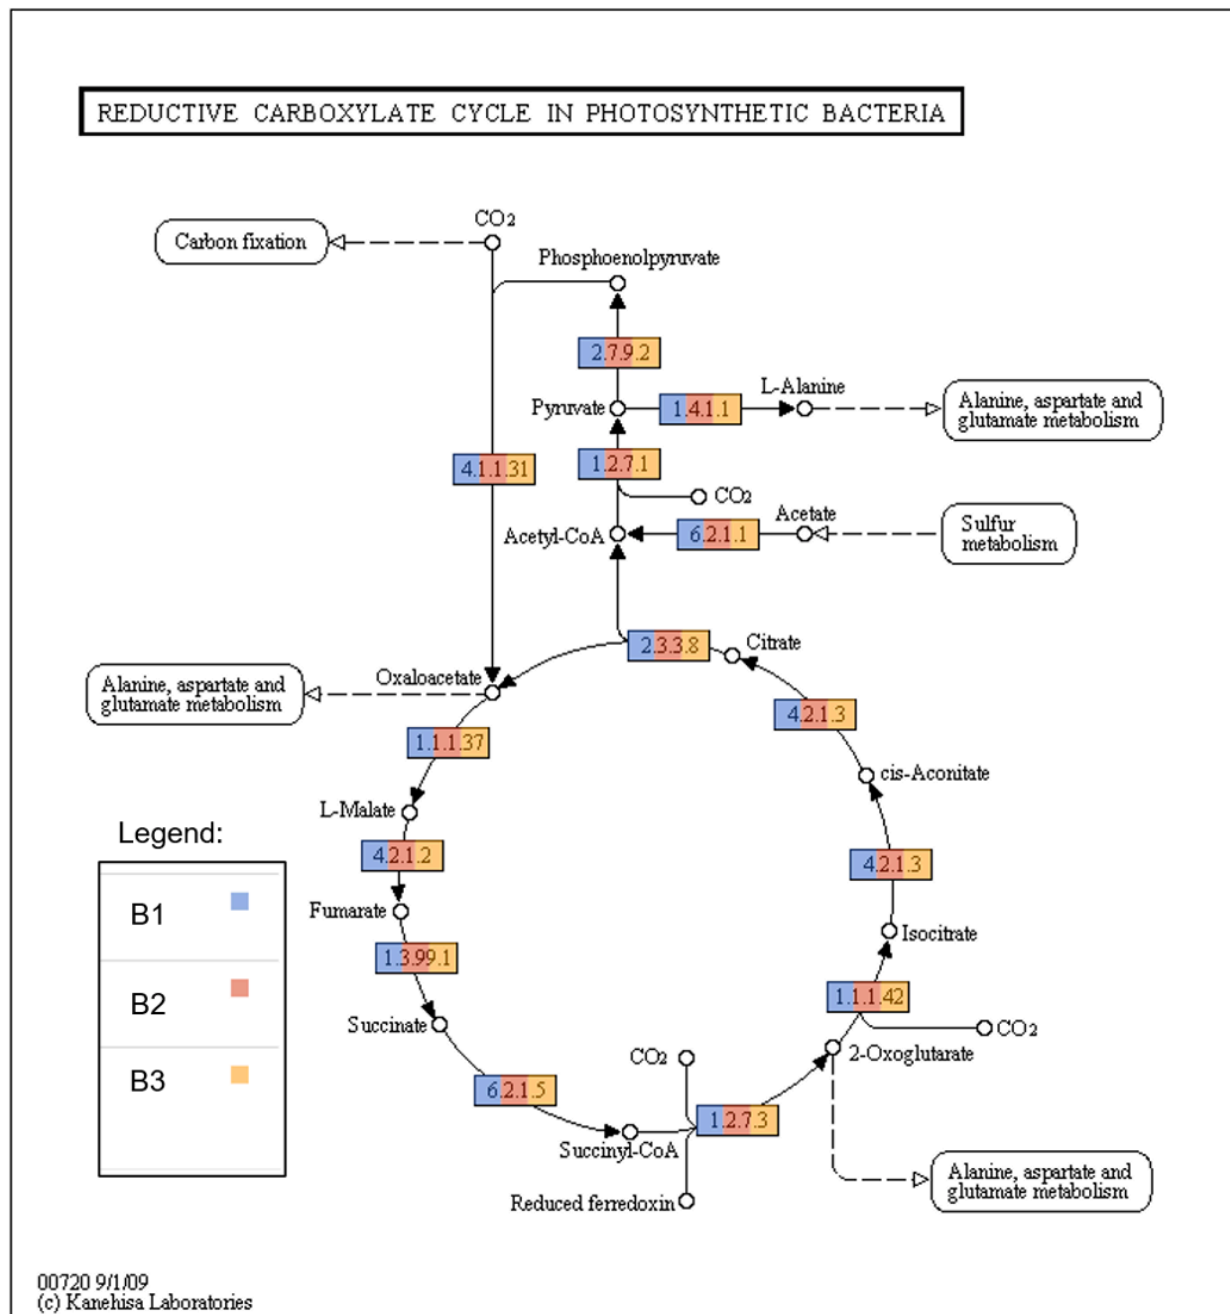 REDUCTIVE CARBOXYLATE CYCLE IN PHOTOSYNTHETIC BACTERIA
CO2
Carbon fixation
Phosphoenolpyruvate
2.7.9.2
L-Alanine
Pyruvate
1.4.1.1
Alanine, aspartate and
glutamate metabolism
4.1.1.31
1.2.7.1
CO2
Acetate
Acetyl-CoA
6.2.1.1
Sulfur
metabolism
2.3.3.8
Citrate
Oxaloacetate
Alanine, aspartate and
glutamate metabolism
4.2.1.3
1.1.1.37
cis-Aconitate
L-Malate
Legend:
4.2.1.2
4.2.1.3
B1
Fumarate
Isocitrate
1.3.99.1
B2
1.1.1.42
Succinate
CO2
CO2
2-Oxoglutarate
B3
6.2.1.5
1.2.7.3
Succinyl-CoA
Alanine, aspartate and
glutamate metabolism
Reduced ferredoxin
00720 9/1/09
(c) Kanehisa Laboratories